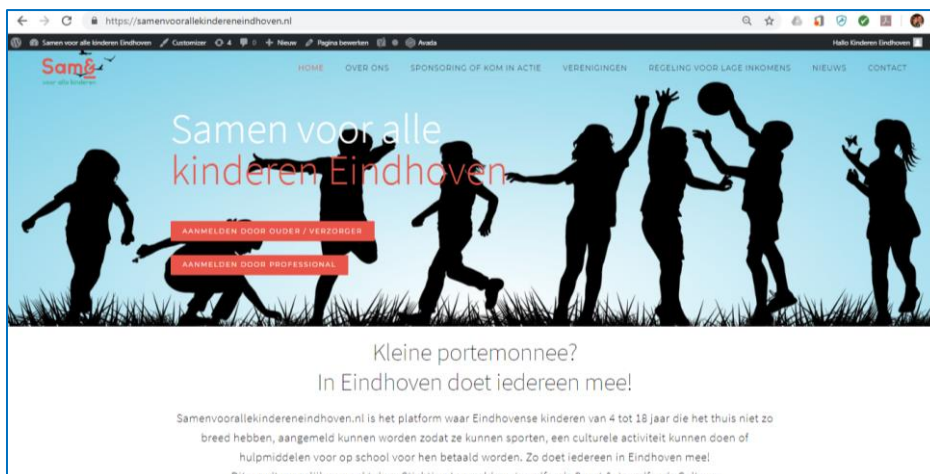 https://samenvoorallekindereneindhoven.nl
Samen voor alle kinderen Eindhoven Customizer 4 0 Nieuw Pagina bewerken Avada Hallo Kinderen Eindhoven
Sam&
voor alle kinderen
HOME OVER ONS SPONSORING OF KOM IN ACTIE VERENIGINGEN REGELING VOOR LAGE INKOMENS NIEUWS CONTACT
Samen voor alle
kinderen Eindhoven
AANMELDEN DOOR OUDER / VERZORGER
AANMELDEN DOOR PROFESSIONAL
Kleine portemonnee?
In Eindhoven doet iedereen mee!
Samenvoorallekindereneindhoven.nl is het platform waar Eindhovense kinderen van 4 tot 18 jaar die het thuis niet zo
breed hebben, aangemeld kunnen worden zodat ze kunnen sporten, een culturele activiteit kunnen doen of
hulpmiddelen voor op school voor hen betaald worden. Zo doet iedereen in Eindhoven mee!